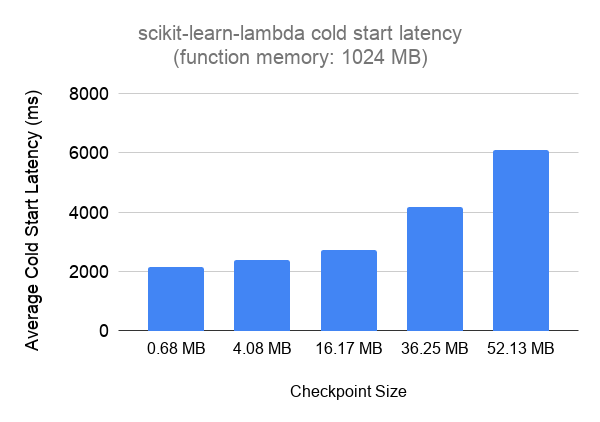 scikit-learn-lambda cold start latency
(function memory: 1024 MB)
Average Cold Start Latency (ms)
8000
6000
4000
2000
0
0.68 MB
4.08 MB
16.17 MB
36.25 MB
52.13 MB
Checkpoint Size